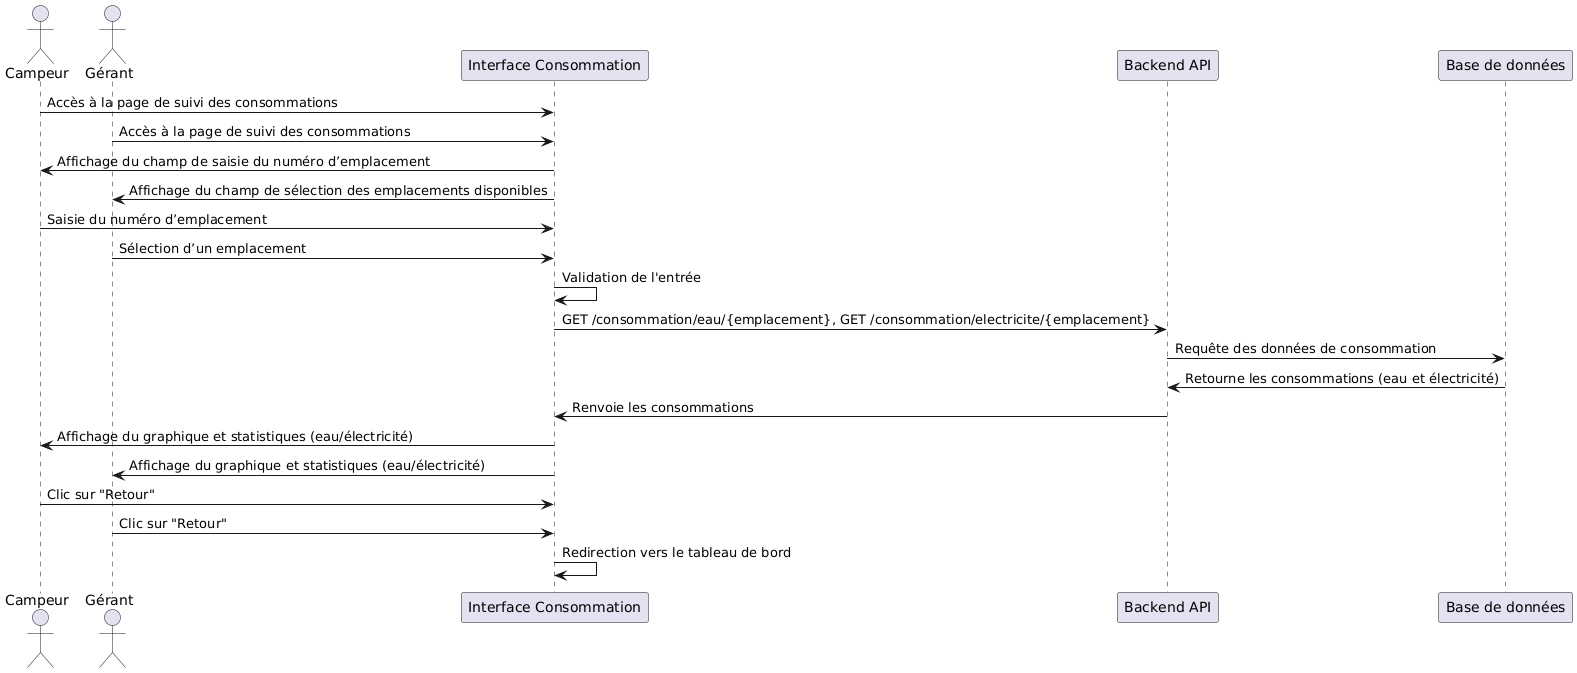 Campeur
Gérant
Interface Consommation
Backend API
Base de données
Accès à la page de suivi des consommations
Accès à la page de suivi des consommations
Affichage du champ de saisie du numéro d’emplacement
Affichage du champ de sélection des emplacements disponibles
Saisie du numéro d’emplacement
Sélection d’un emplacement
Validation de l'entrée
GET /consommation/eau/{emplacement}, GET /consommation/electricite/{emplacement}
Requête des données de consommation
Retourne les consommations (eau et électricité)
Renvoie les consommations
Affichage du graphique et statistiques (eau/électricité)
Affichage du graphique et statistiques (eau/électricité)
Clic sur "Retour"
Clic sur "Retour"
Redirection vers le tableau de bord
Campeur
Gérant
Interface Consommation
Backend API
Base de données